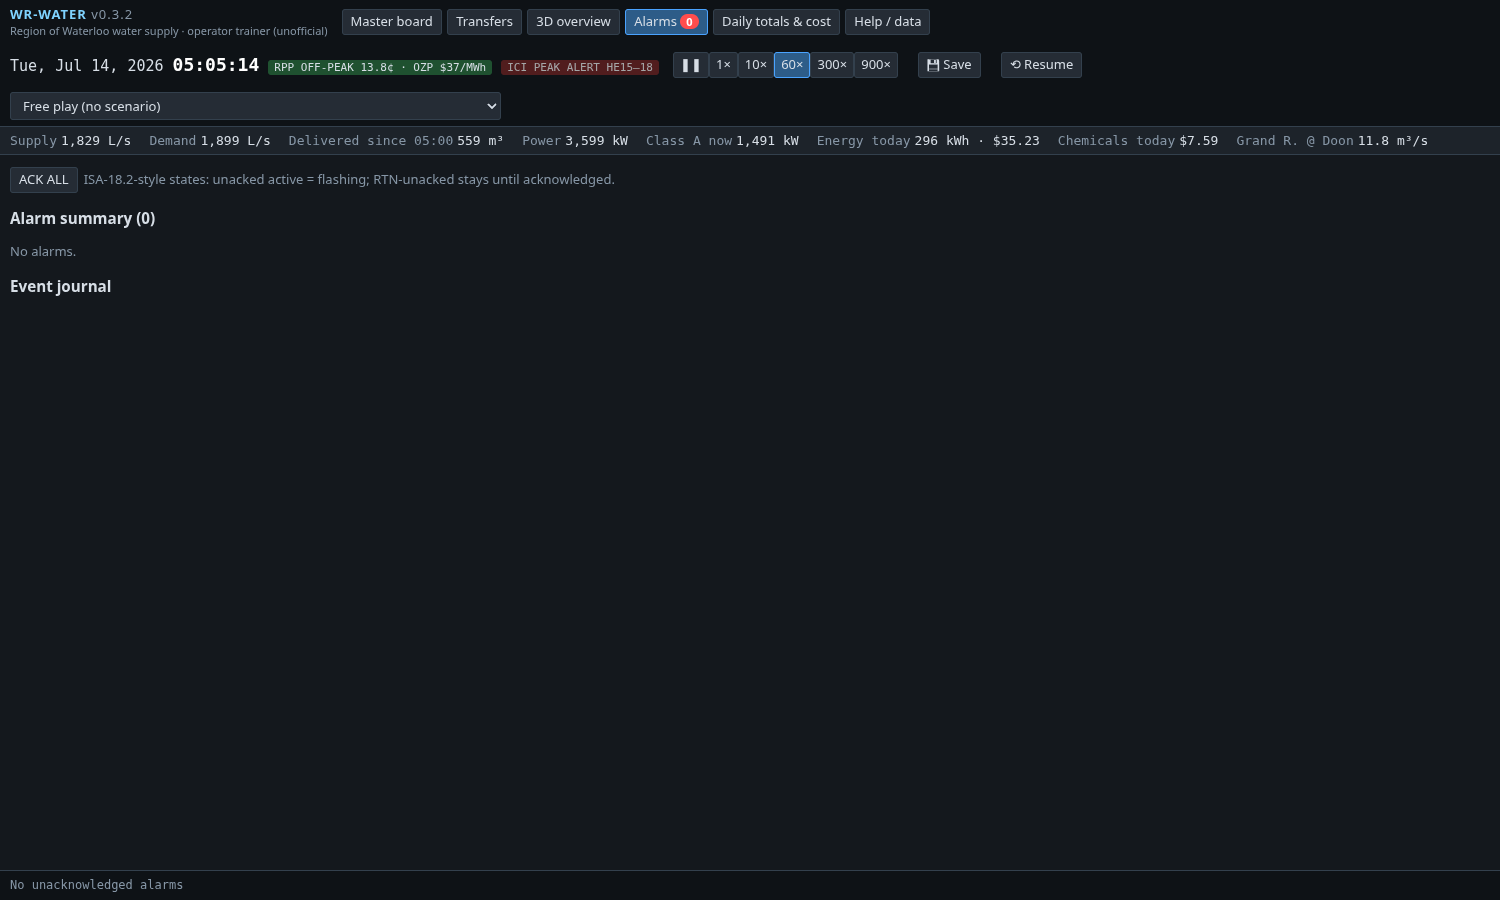 WR-WATER v0.3.2
Region of Waterloo water supply · operator trainer (unofficial)
Master board
Transfers
3D overview
Alarms 0
Daily totals & cost
Help / data
Tue, Jul 14, 2026 05:05:14 RPP OFF-PEAK 13.8¢ · OZP $37/MWh ICI PEAK ALERT HE15–18
1× 10× 60× 300× 900×
Save
⟲ Resume
Free play (no scenario)
Supply 1,829 L/s Demand 1,899 L/s Delivered since 05:00 559 m³ Power 3,599 kW Class A now 1,491 kW Energy today 296 kWh · $35.23 Chemicals today $7.59 Grand R. @ Doon 11.8 m³/s
ACK ALL ISA-18.2-style states: unacked active = flashing; RTN-unacked stays until acknowledged.
Alarm summary (0)
No alarms.
Event journal
No unacknowledged alarms